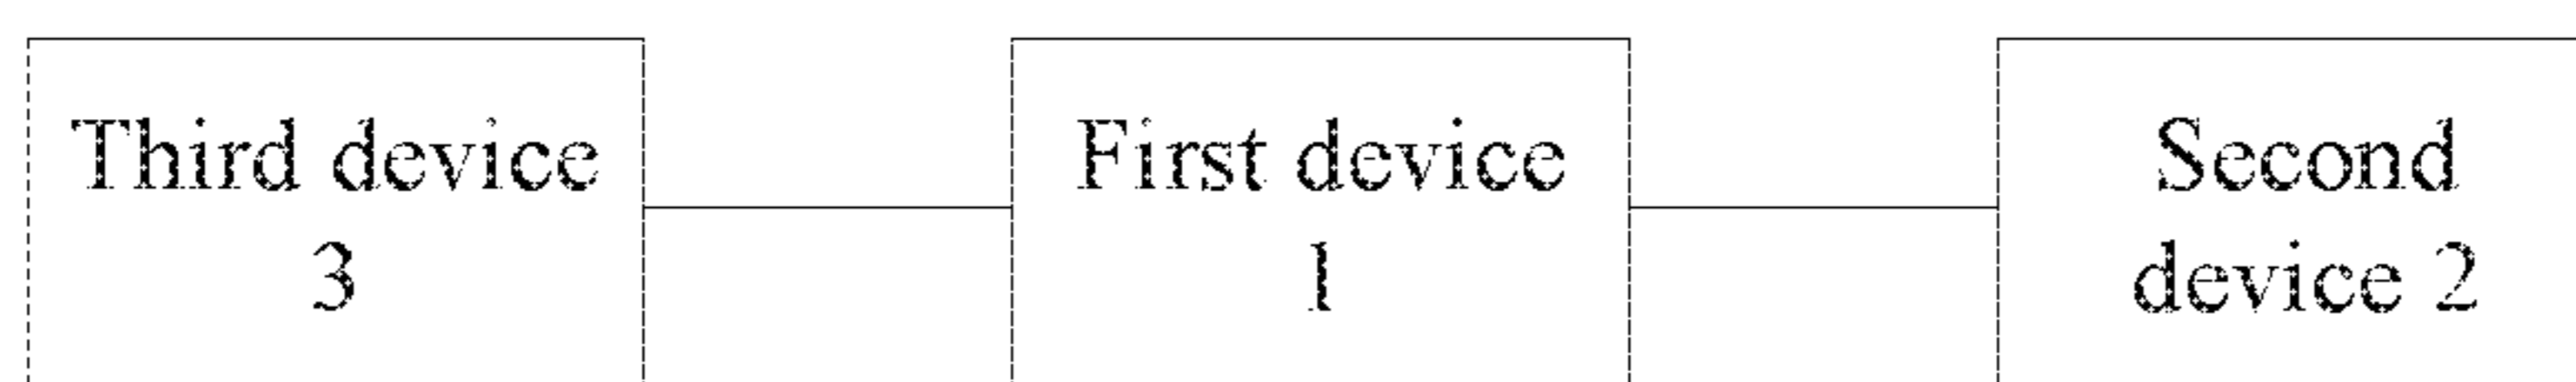 Third device
3
First device
1
Second
device 2